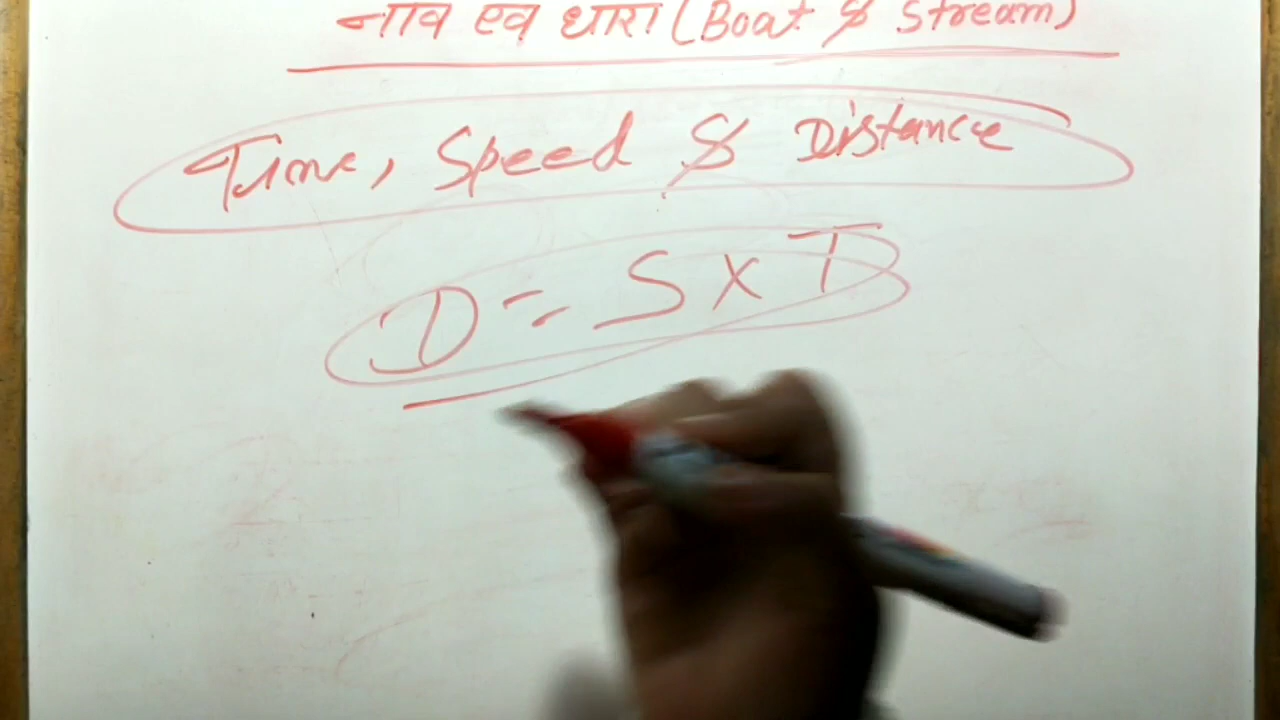 नाव एव धारा (Boat & Stream)
Time, Speed & Distance
D = S X T